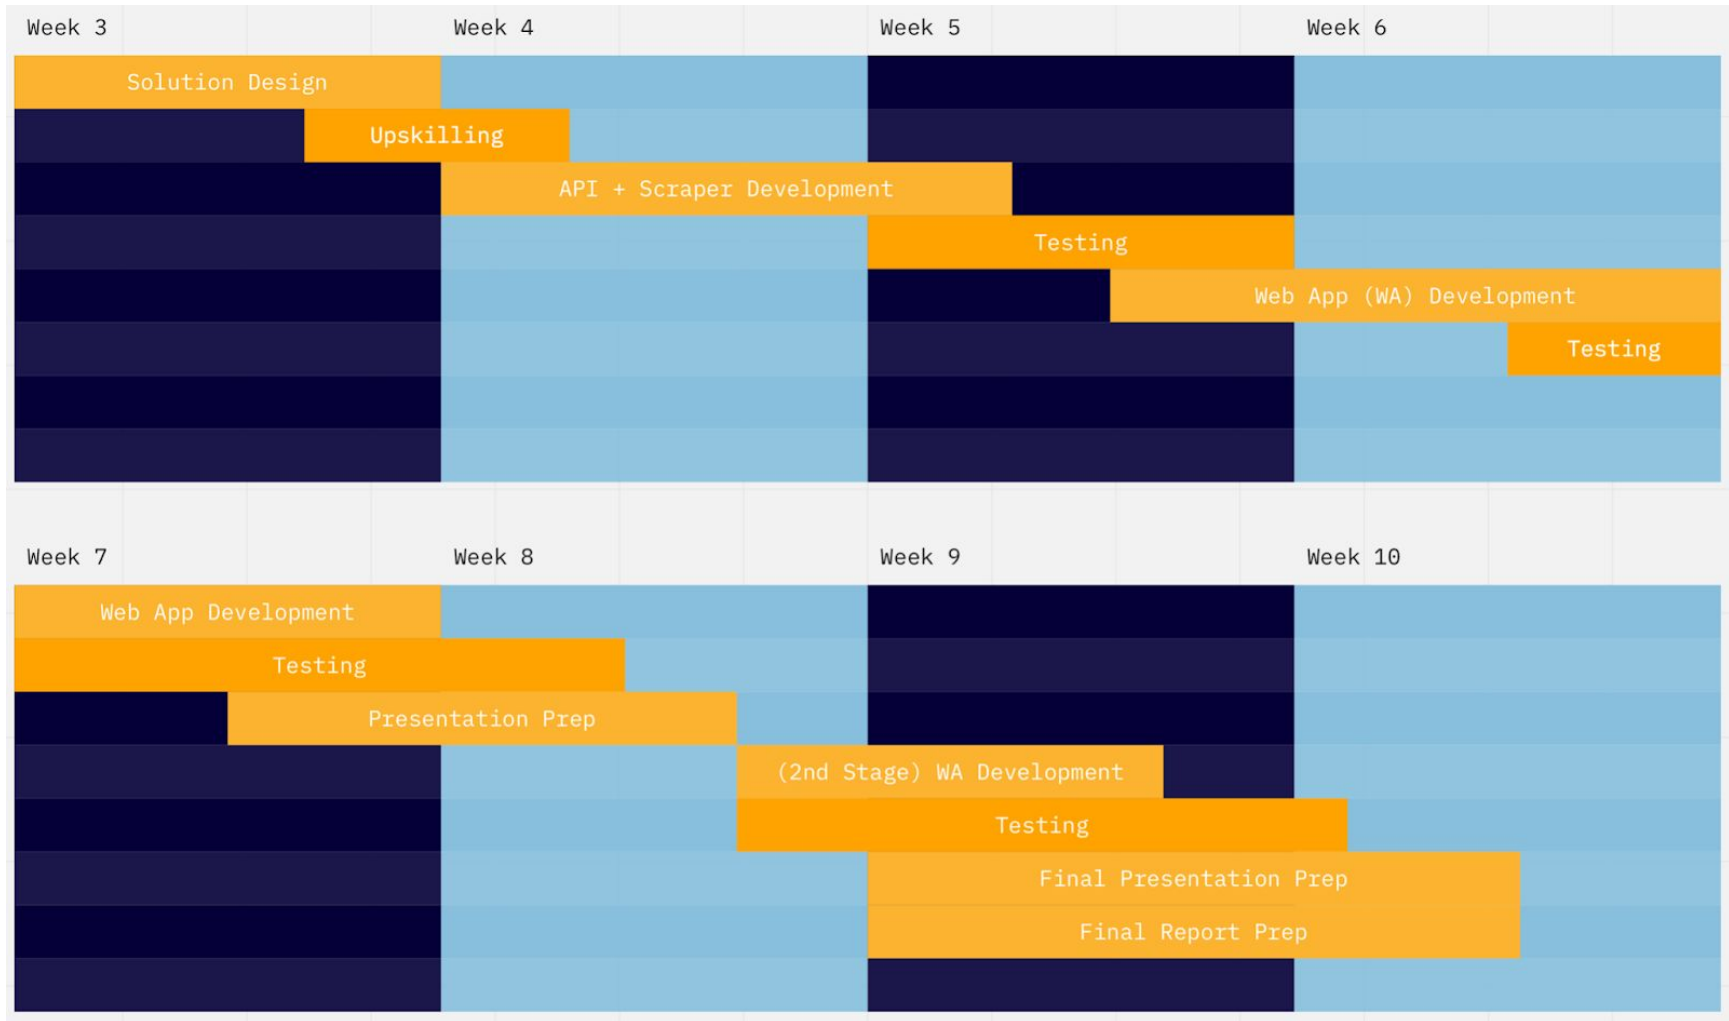 Week 3
Week 4
Week 5
Week 6
Solution Design
Upskilling
API + Scraper Development
Testing
Web App (WA) Development
Testing
Week 7
Week 8
Week 9
Week 10
Web App Development
Testing
Presentation Prep
(2nd Stage) WA Development
Testing
Final Presentation Prep
Final Report Prep